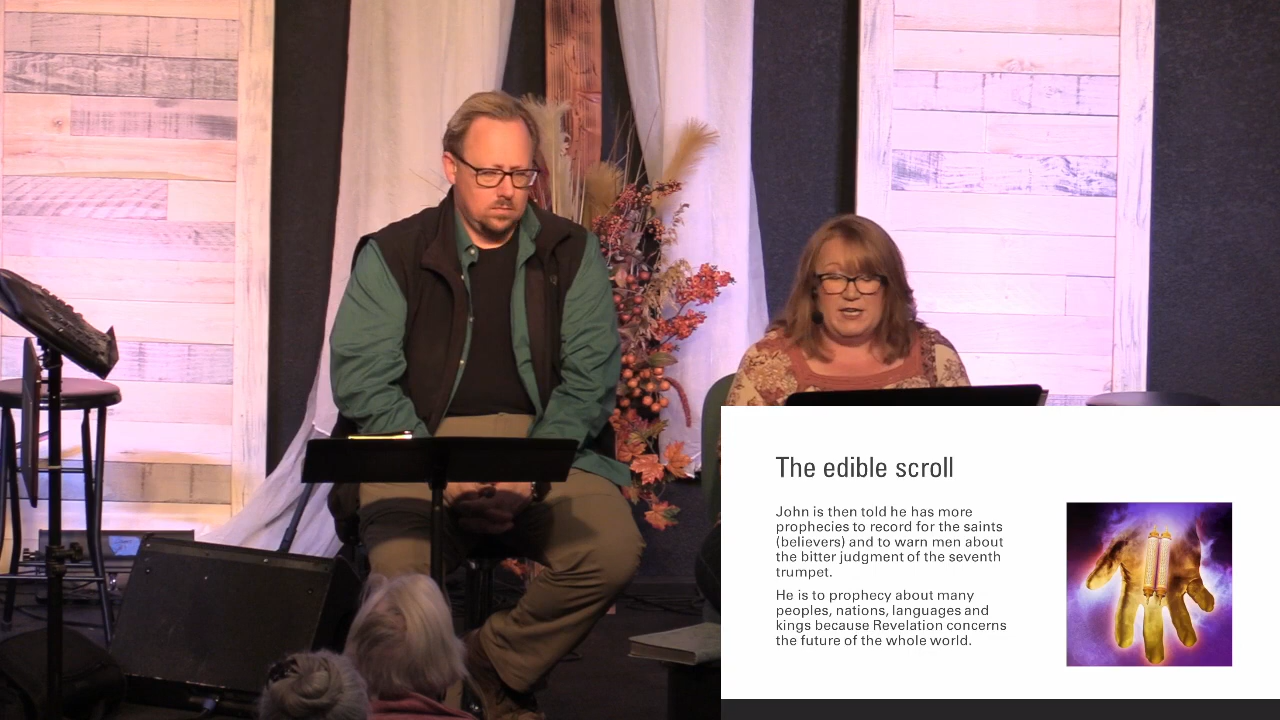 The edible scroll
John is then told he has more
prophecies to record for the saints
(believers) and to warn men about
the bitter judgment of the seventh
trumpet.
He is to prophecy about many
peoples, nations, languages and
kings because Revelation concerns
the future of the whole world.